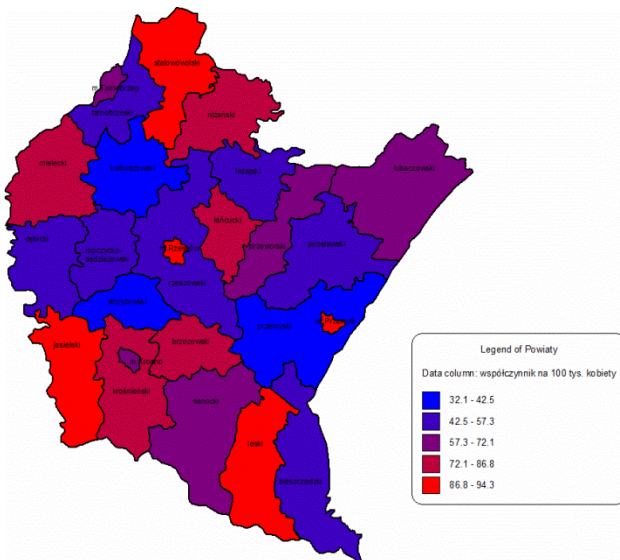 stalowowolski
m.Tarnobrzeg
tarnobrzeski
niżański
mielecki
kolbuszowski
leżajski
lubaczowski
łańcucki
przeworski
jarosławski
dębicki
ropczycko-
sędziszowski
m.Rzeszów
rzeszowski
strzyżowski
przemyski
jasielski
brzozowski
m.Krosno
krośnieński
sanocki
leski
bieszczadzki
Legend of Powiaty
Data column: współczynnik na 100 tys. kobiety
32.1 - 42.5
42.5 - 57.3
57.3 - 72.1
72.1 - 86.8
86.8 - 94.3